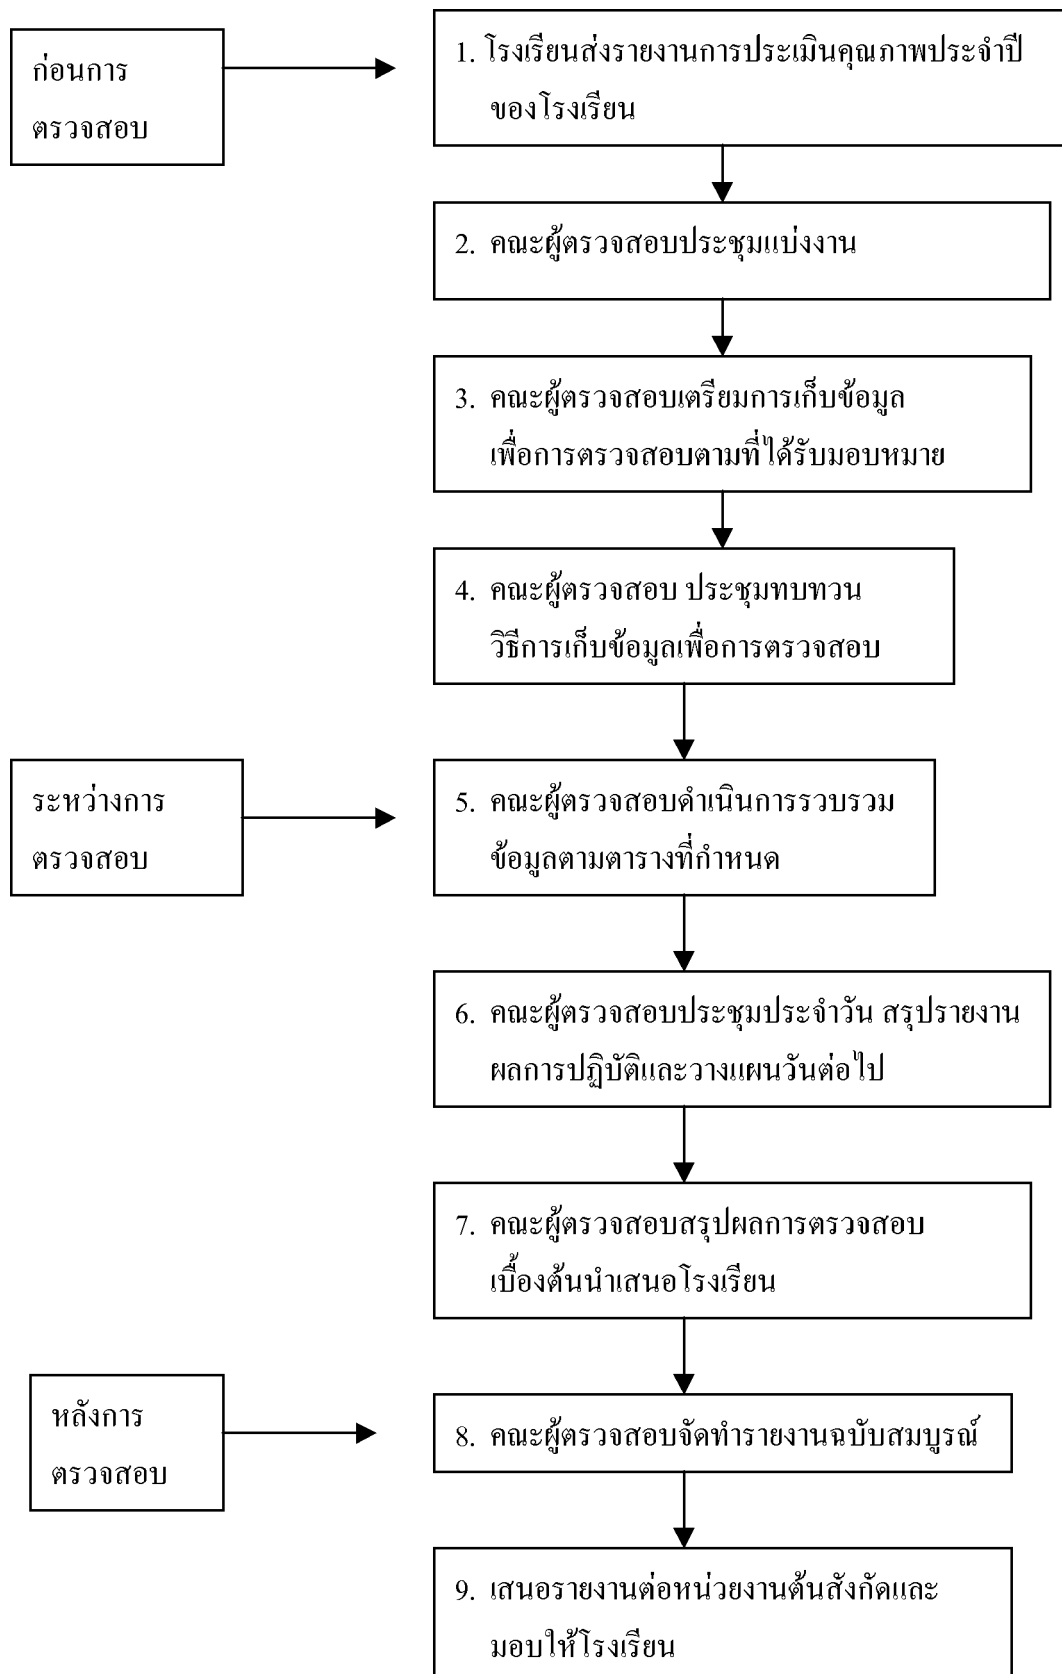 ก่อนการ
ตรวจสอบ
1. โรงเรียนส่งรายงานการประเมินคุณภาพประจำปี
ของโรงเรียน
2. คณะผู้ตรวจสอบประชุมแบ่งงาน
3. คณะผู้ตรวจสอบเตรียมการเก็บข้อมูล
เพื่อการตรวจสอบตามที่ได้รับมอบหมาย
4. คณะผู้ตรวจสอบ ประชุมทบทวน
วิธีการเก็บข้อมูลเพื่อการตรวจสอบ
ระหว่างการ
ตรวจสอบ
5. คณะผู้ตรวจสอบดำเนินการรวบรวม
ข้อมูลตามตารางที่กำหนด
6. คณะผู้ตรวจสอบประชุมประจำวัน สรุปรายงาน
ผลการปฏิบัติและวางแผนวันต่อไป
7. คณะผู้ตรวจสอบสรุปผลการตรวจสอบ
เบื้องต้นนำเสนอโรงเรียน
หลังการ
ตรวจสอบ
8. คณะผู้ตรวจสอบจัดทำรายงานฉบับสมบูรณ์
9. เสนอรายงานต่อหน่วยงานต้นสังกัดและ
มอบให้โรงเรียน